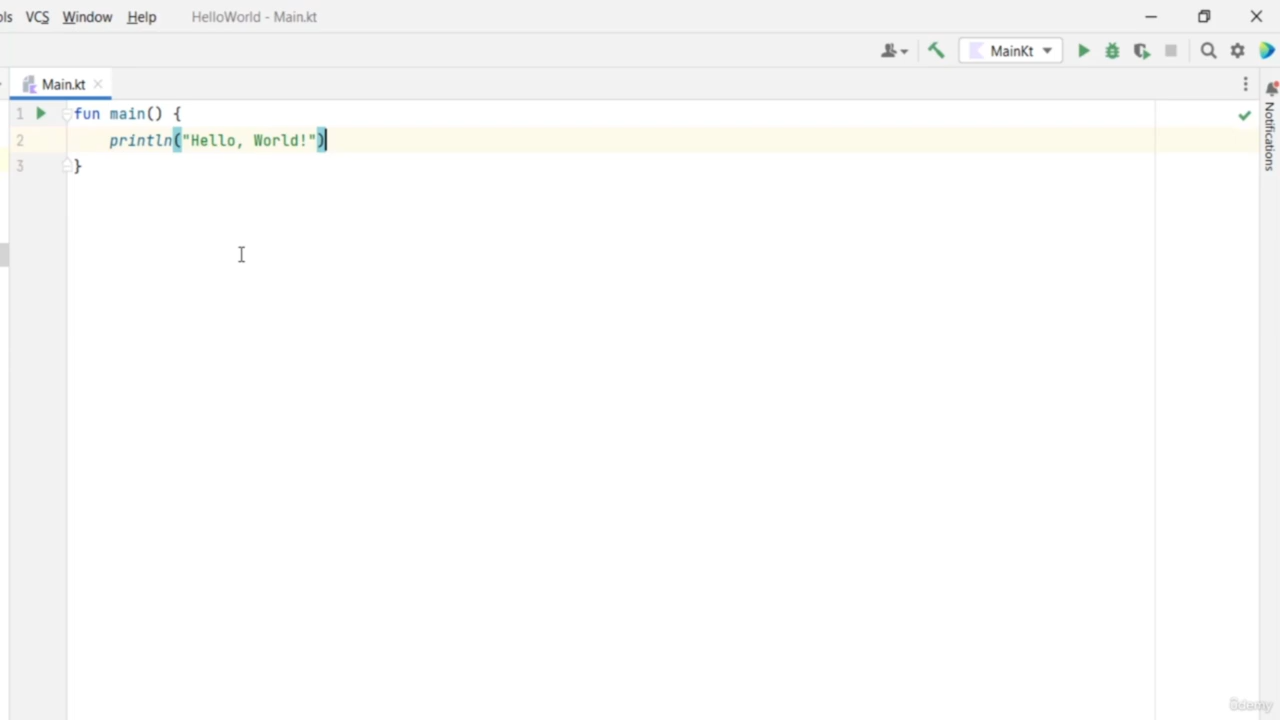 ols VCS Window Help HelloWorld - Main.kt
MainKt
Main.kt
1 fun main() {
2 println("Hello, World!")
3 }
Notifications
ûdemy